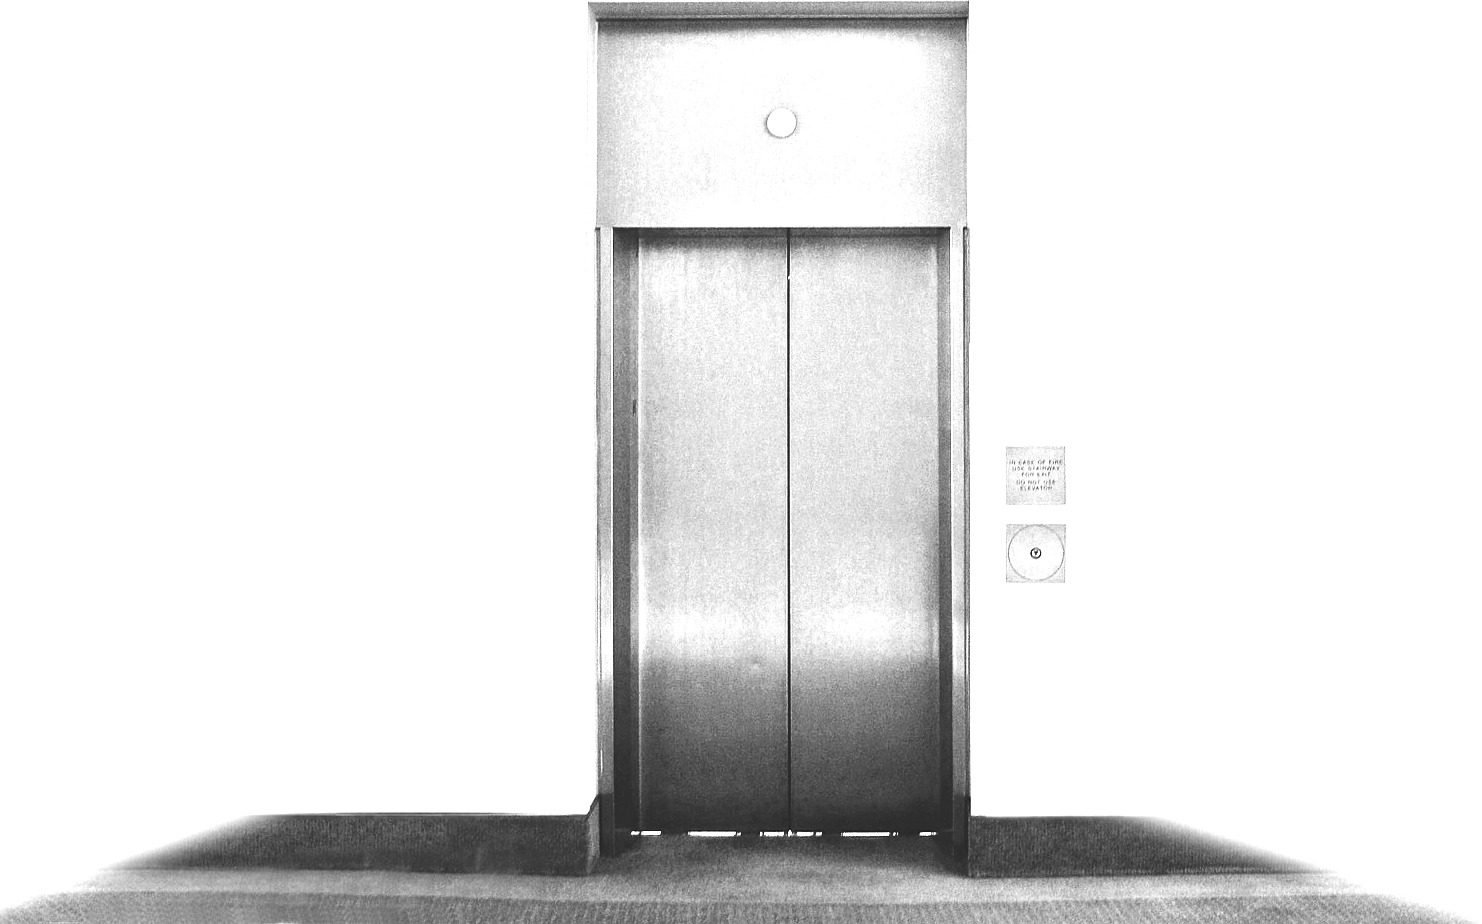 IN CASE OF FIRE
USE STAIRWAY
FOR EXIT.
DO NOT USE
ELEVATOR.